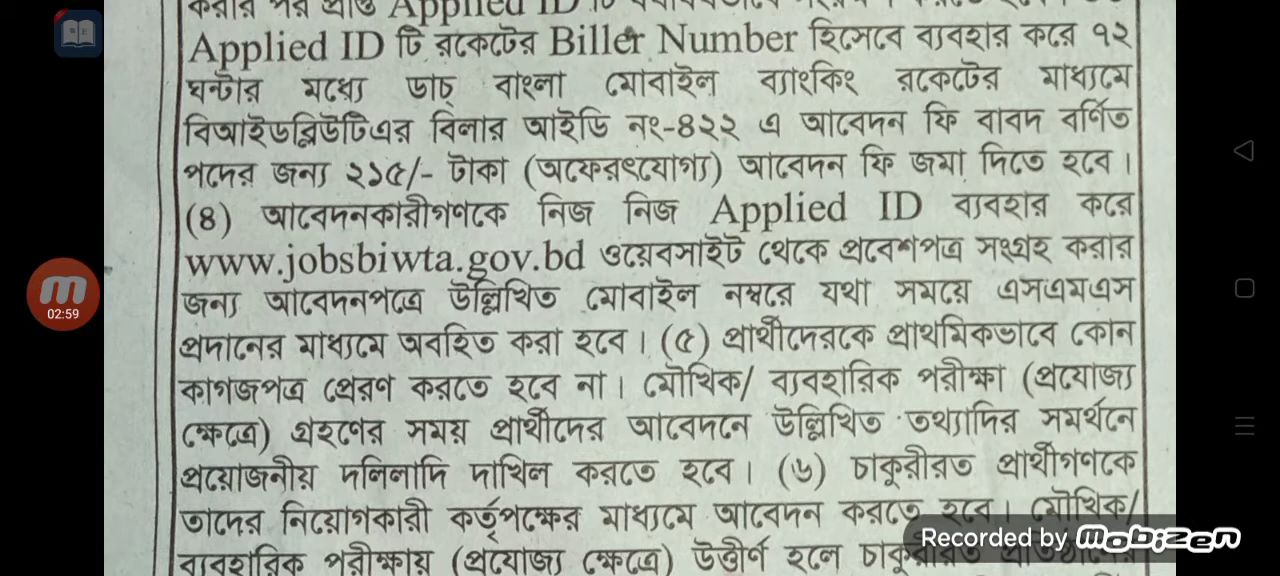 Applied ID টি রকেটের Biller Number হিসেবে ব্যবহার করে ৭২
ঘন্টার মধ্যে ডাচ্ বাংলা মোবাইল ব্যাংকিং রকেটের মাধ্যমে
বিআইডব্লিউটিএর বিলার আইডি নং-৪২২ এ আবেদন ফি বাবদ বর্ণিত
পদের জন্য ২১৫/- টাকা (অফেরৎযোগ্য) আবেদন ফি জমা দিতে হবে।
(৪) আবেদনকারীগণকে নিজ নিজ Applied ID ব্যবহার করে
www.jobsbiwta.gov.bd ওয়েবসাইট থেকে প্রবেশপত্র সংগ্রহ করার
জন্য আবেদনপত্রে উল্লিখিত মোবাইল নম্বরে যথা সময়ে এসএমএস
প্রদানের মাধ্যমে অবহিত করা হবে। (৫) প্রার্থীদেরকে প্রাথমিকভাবে কোন
কাগজপত্র প্রেরণ করতে হবে না। মৌখিক/ ব্যবহারিক পরীক্ষা (প্রযোজ্য
ক্ষেত্রে) গ্রহণের সময় প্রার্থীদের আবেদনে উল্লিখিত তথ্যাদির সমর্থনে
প্রয়োজনীয় দলিলাদি দাখিল করতে হবে। (৬) চাকুরীরত প্রার্থীগণকে
তাদের নিয়োগকারী কর্তৃপক্ষের মাধ্যমে আবেদন করতে হবে। মৌখিক/
ব্যবহারিক পরীক্ষায় (প্রযোজ্য ক্ষেত্রে) উত্তীর্ণ হলে
02:59
Recorded by mobizen